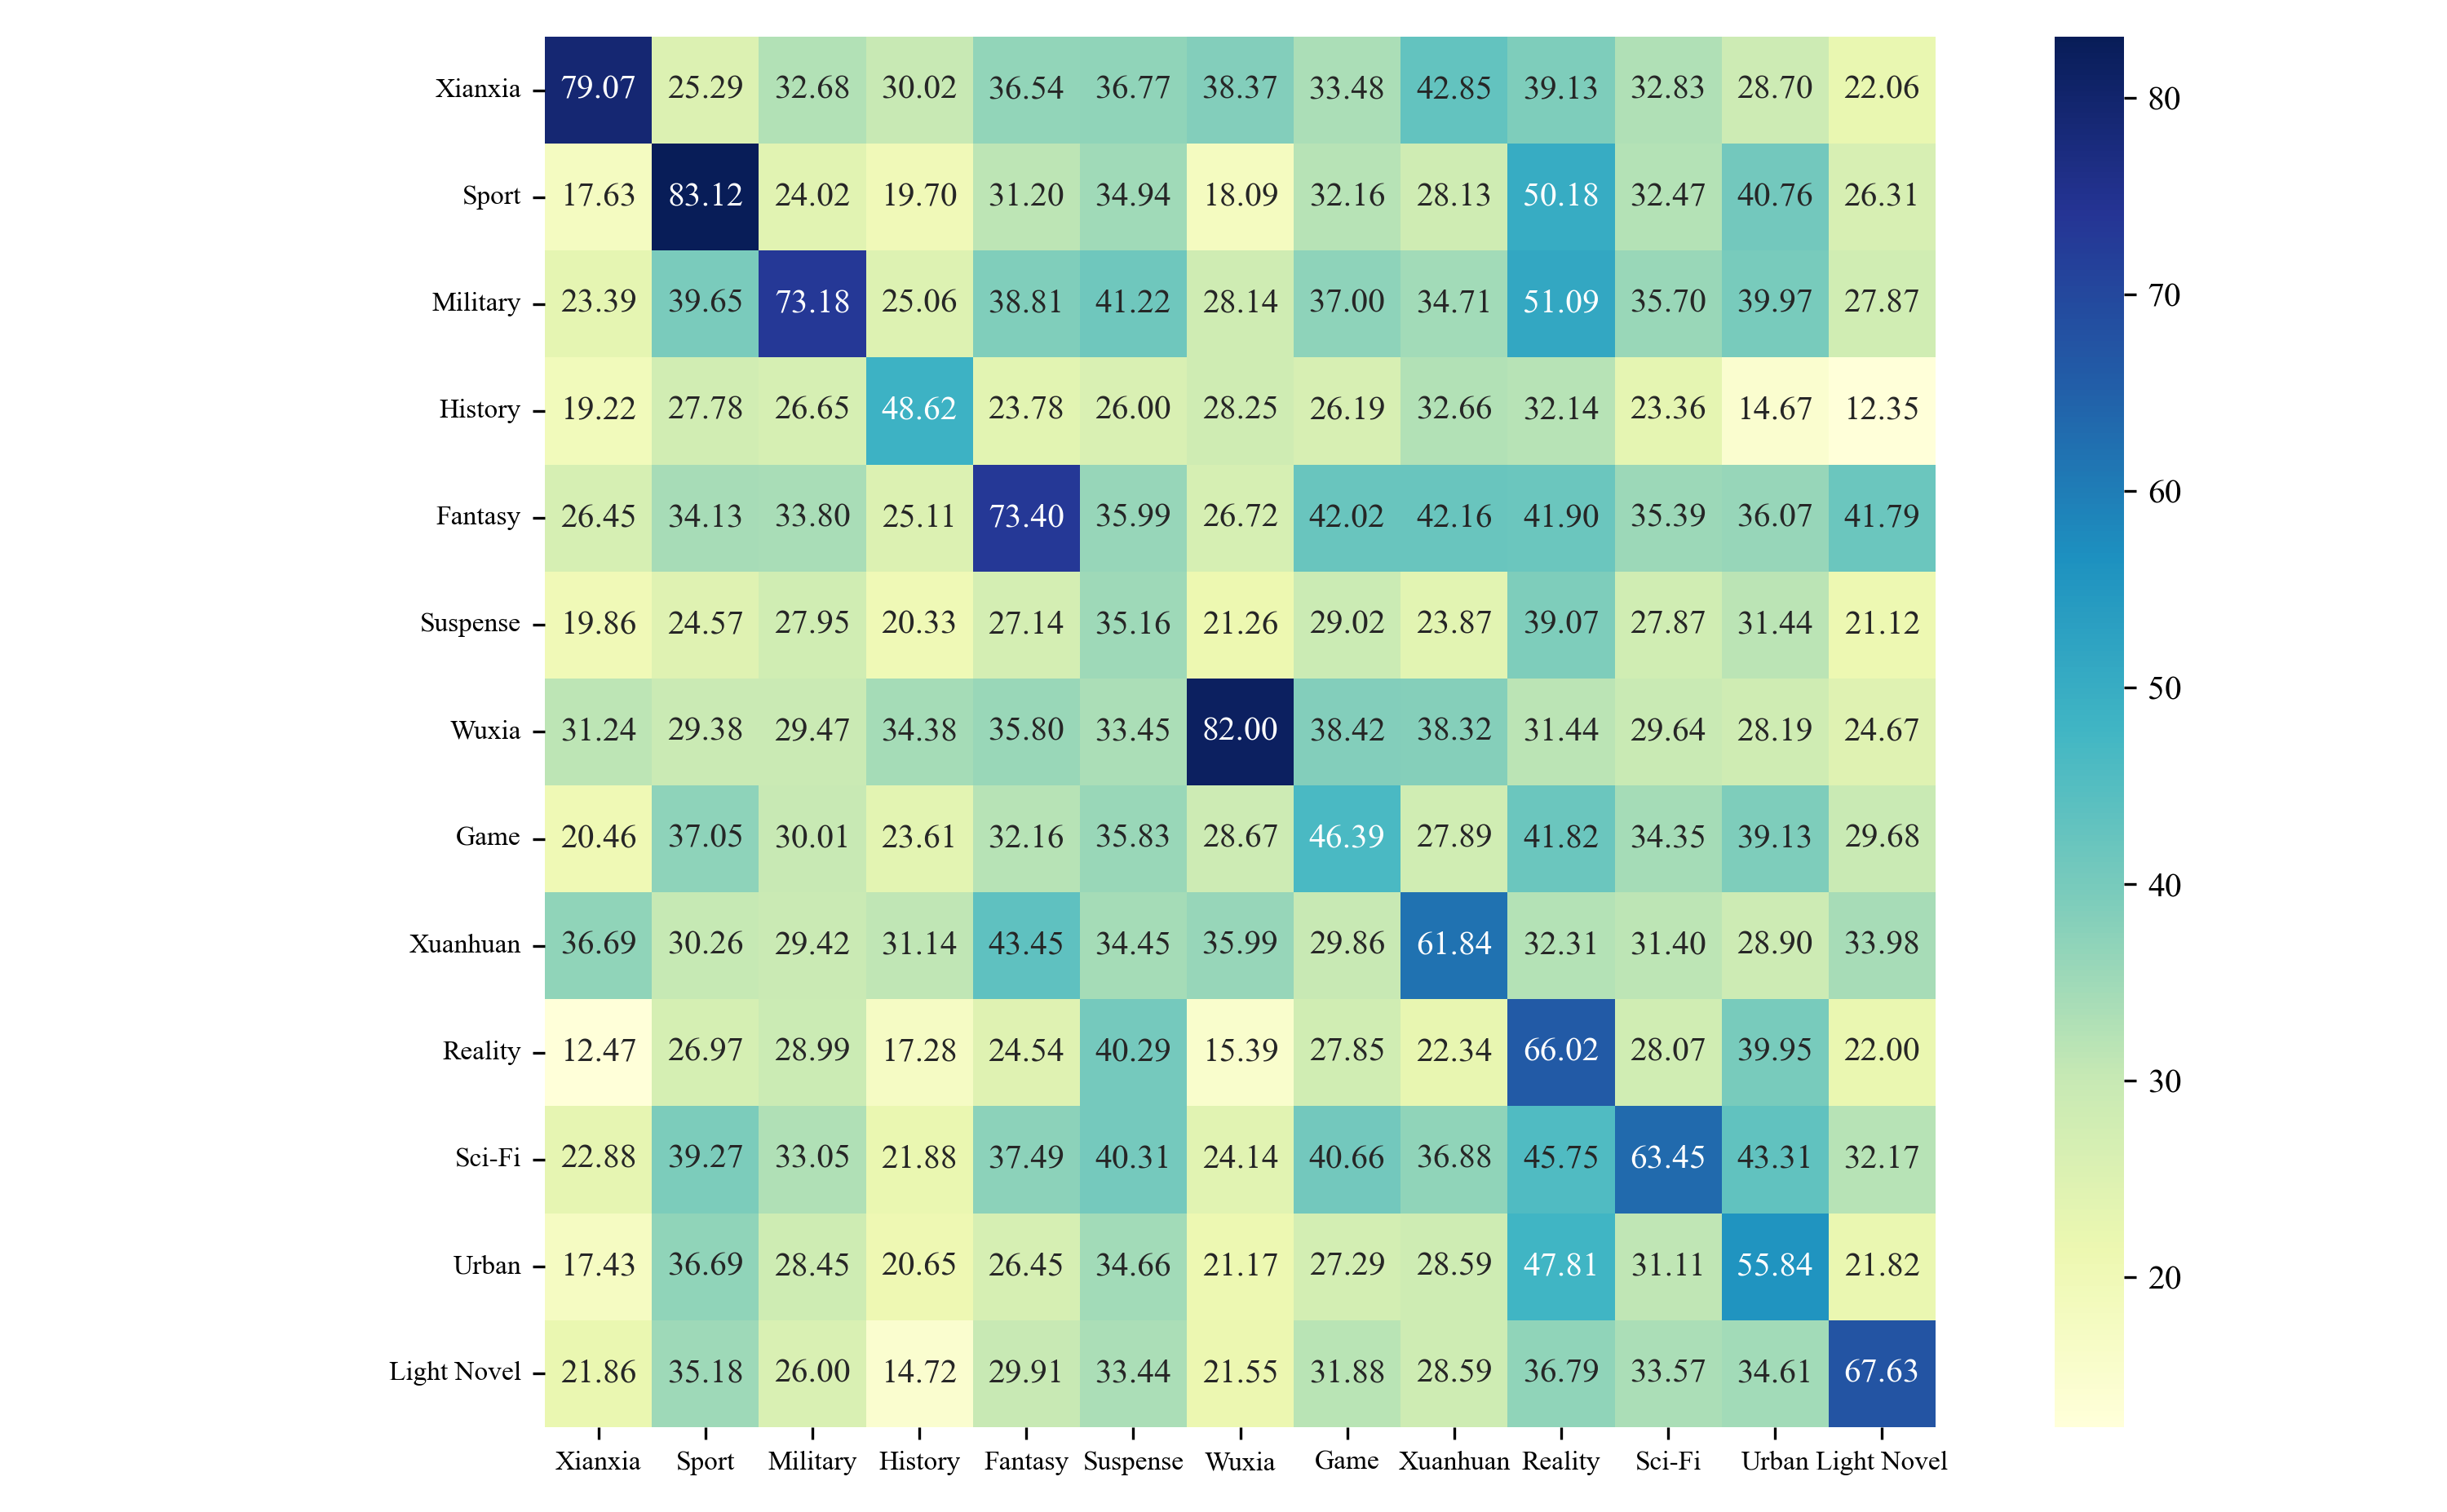 Xianxia 79.07 25.29 32.68 30.02 36.54 36.77 38.37 33.48 42.85 39.13 32.83 28.70 22.06
Sport 17.63 83.12 24.02 19.70 31.20 34.94 18.09 32.16 28.13 50.18 32.47 40.76 26.31
Military 23.39 39.65 73.18 25.06 38.81 41.22 28.14 37.00 34.71 51.09 35.70 39.97 27.87
History 19.22 27.78 26.65 48.62 23.78 26.00 28.25 26.19 32.66 32.14 23.36 14.67 12.35
Fantasy 26.45 34.13 33.80 25.11 73.40 35.99 26.72 42.02 42.16 41.90 35.39 36.07 41.79
Suspense 19.86 24.57 27.95 20.33 27.14 35.16 21.26 29.02 23.87 39.07 27.87 31.44 21.12
Wuxia 31.24 29.38 29.47 34.38 35.80 33.45 82.00 38.42 38.32 31.44 29.64 28.19 24.67
Game 20.46 37.05 30.01 23.61 32.16 35.83 28.67 46.39 27.89 41.82 34.35 39.13 29.68
Xuanhuan 36.69 30.26 29.42 31.14 43.45 34.45 35.99 29.86 61.84 32.31 31.40 28.90 33.98
Reality 12.47 26.97 28.99 17.28 24.54 40.29 15.39 27.85 22.34 66.02 28.07 39.95 22.00
Sci-Fi 22.88 39.27 33.05 21.88 37.49 40.31 24.14 40.66 36.88 45.75 63.45 43.31 32.17
Urban 17.43 36.69 28.45 20.65 26.45 34.66 21.17 27.29 28.59 47.81 31.11 55.84 21.82
Light Novel 21.86 35.18 26.00 14.72 29.91 33.44 21.55 31.88 28.59 36.79 33.57 34.61 67.63
Xianxia Sport Military History Fantasy Suspense Wuxia Game Xuanhuan Reality Sci-Fi Urban Light Novel
80
70
60
50
40
30
20